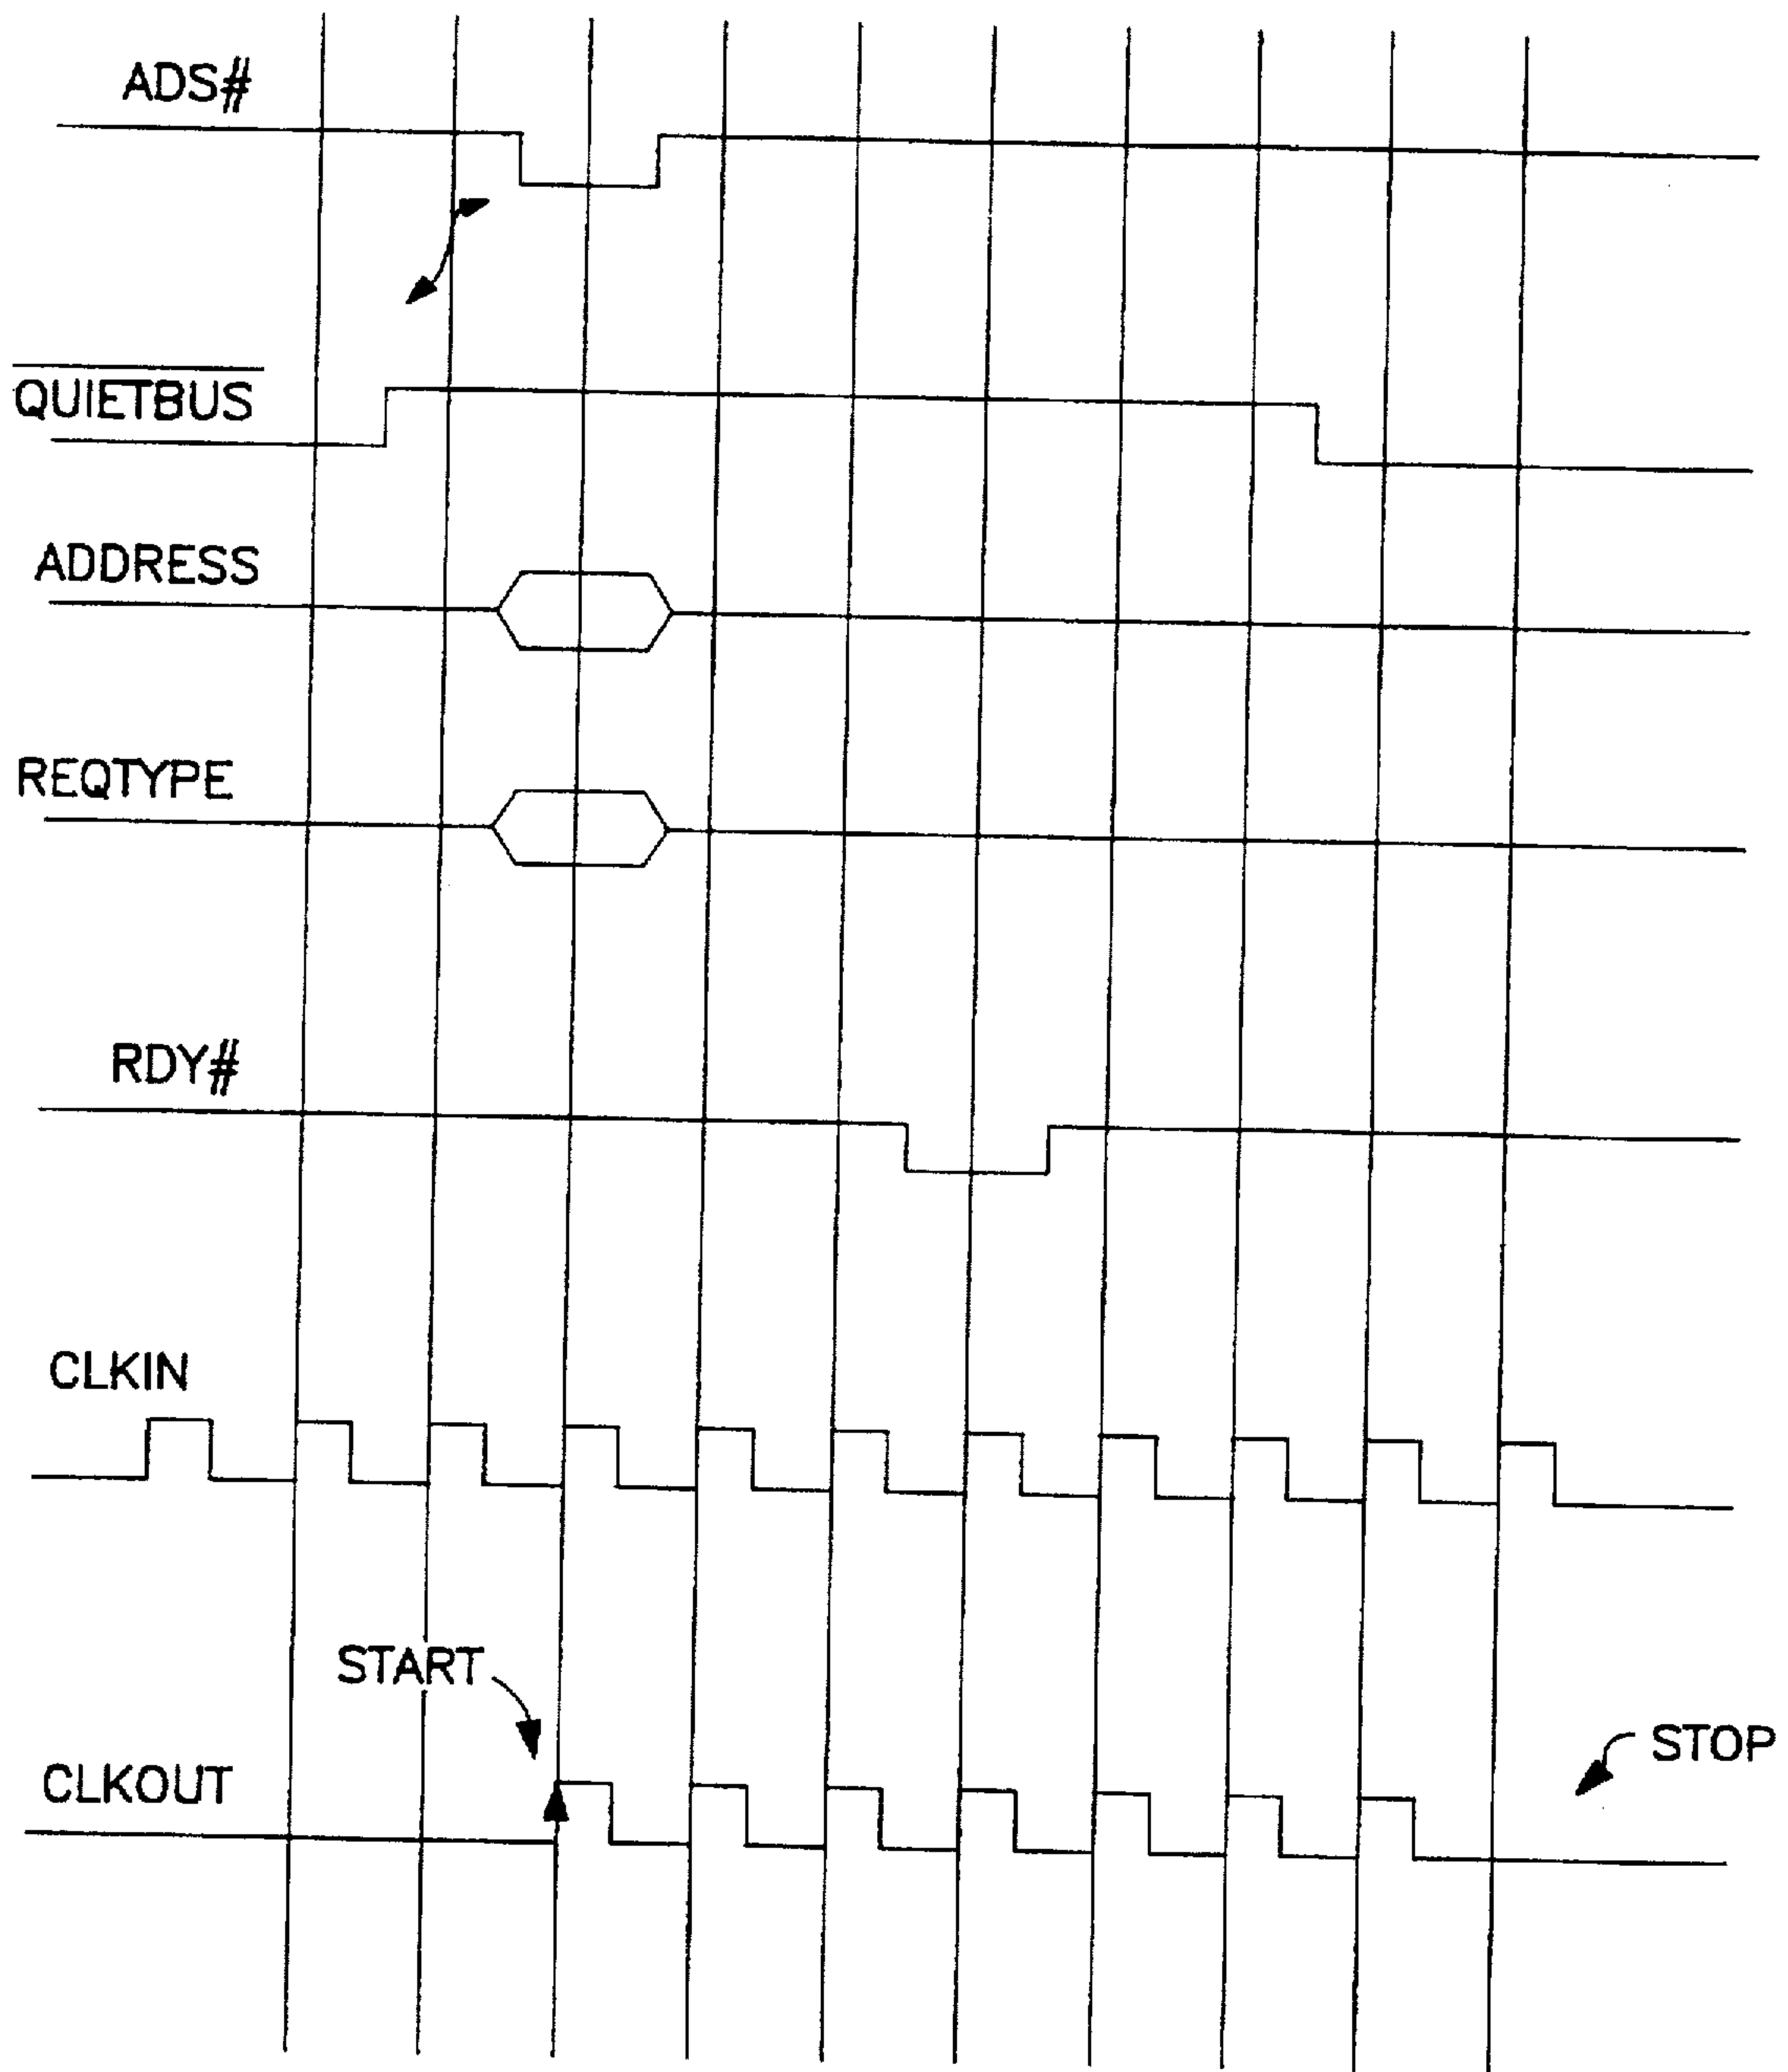 ADS#
QUIETBUS
ADDRESS
REQTYPE
RDY#
CLKIN
START
STOP
CLKOUT